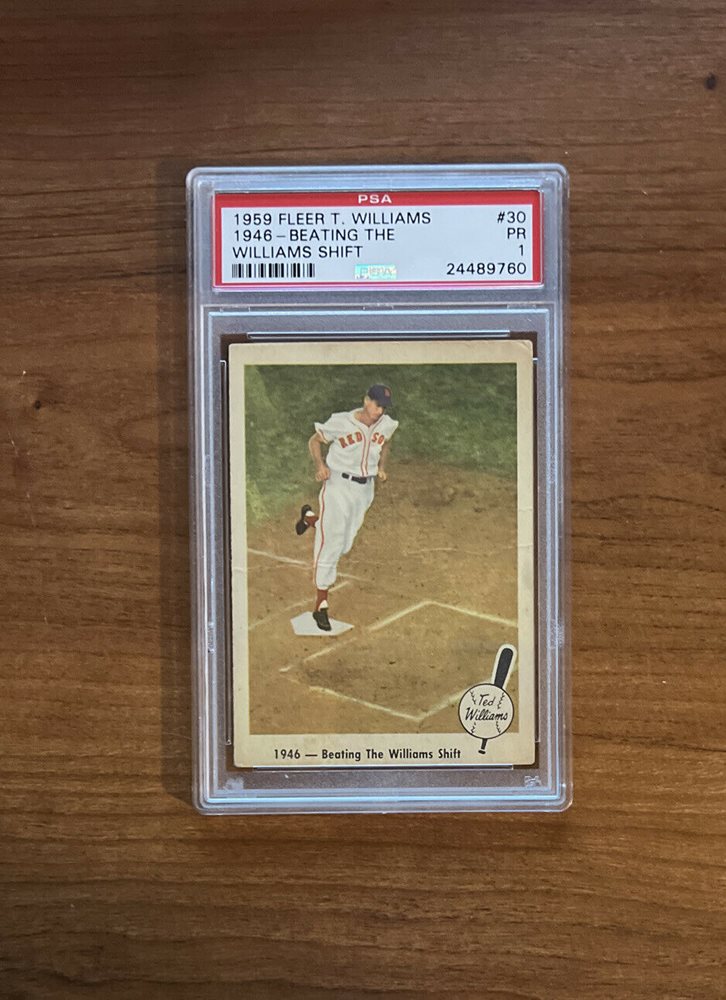 PSA
1959 FLEER T. WILLIAMS #30
1946-BEATING THE PR
WILLIAMS SHIFT 1
24489760
RED SO
Ted
Williams
1946 — Beating The Williams Shift